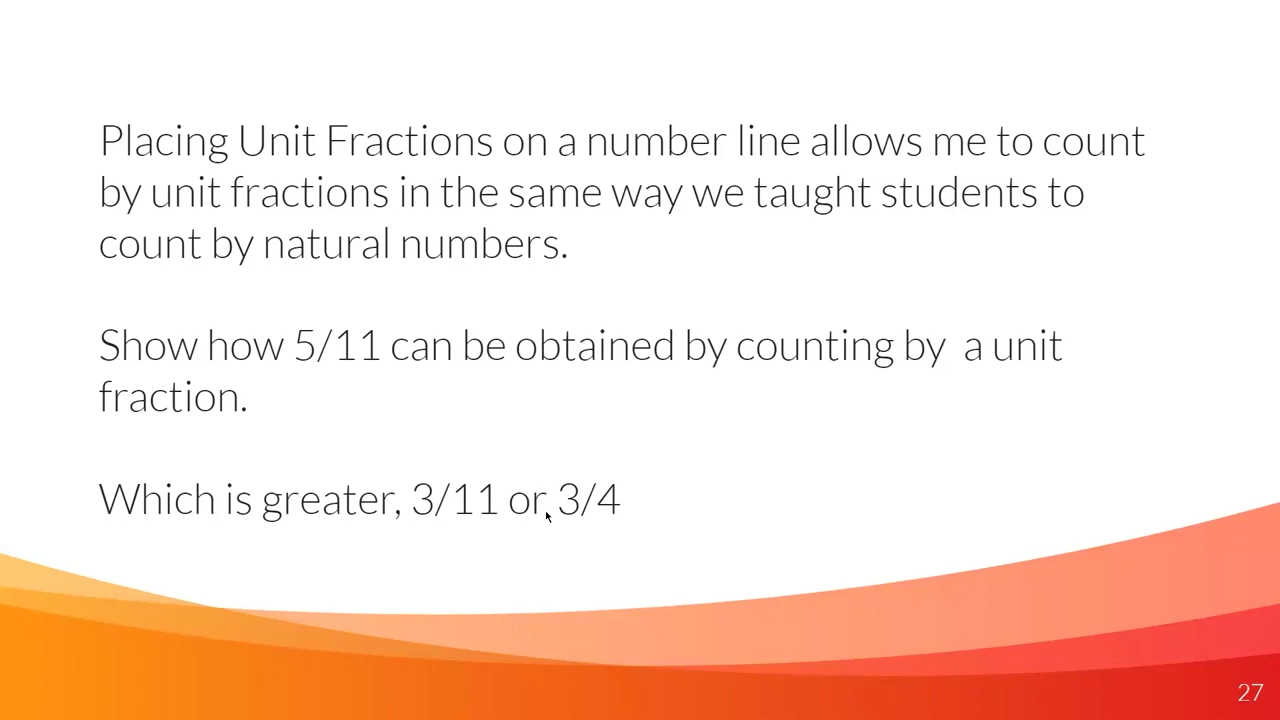 Placing Unit Fractions on a number line allows me to count
by unit fractions in the same way we taught students to
count by natural numbers.
Show how 5/11 can be obtained by counting by  a unit
fraction.
Which is greater, 3/11 or 3/4
27